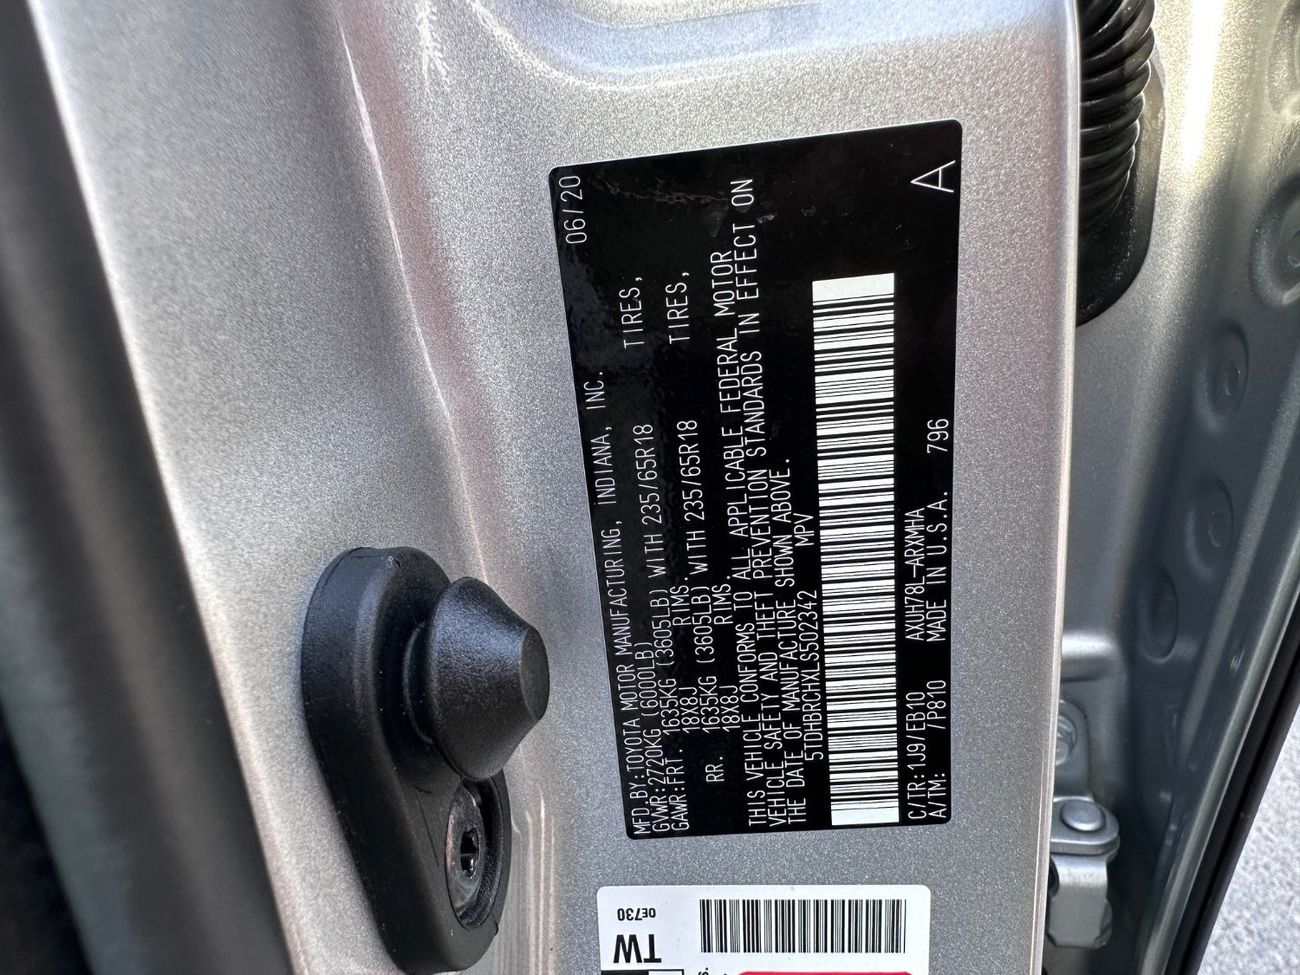 MFD.BY:TOYOTA MOTOR MANUFACTURING, INDIANA, INC. 06/20
GVWR:2720KG (6000LB)
GAWR:FRT. 1635KG (3605LB) WITH 235/65R18 TIRES,
18X8J RIMS.
RR. 1635KG (3605LB) WITH 235/65R18 TIRES,
18X8J RIMS.
THIS VEHICLE CONFORMS TO ALL APPLICABLE FEDERAL MOTOR
VEHICLE SAFETY AND THEFT PREVENTION STANDARDS IN EFFECT ON
THE DATE OF MANUFACTURE SHOWN ABOVE.
5TDHBRCHXLS502342 MPV
C/TR:1J9/EB10 AXUH78L-ARXMHA A
A/TM: 7P810 MADE IN U.S.A. 796
0E730
TW